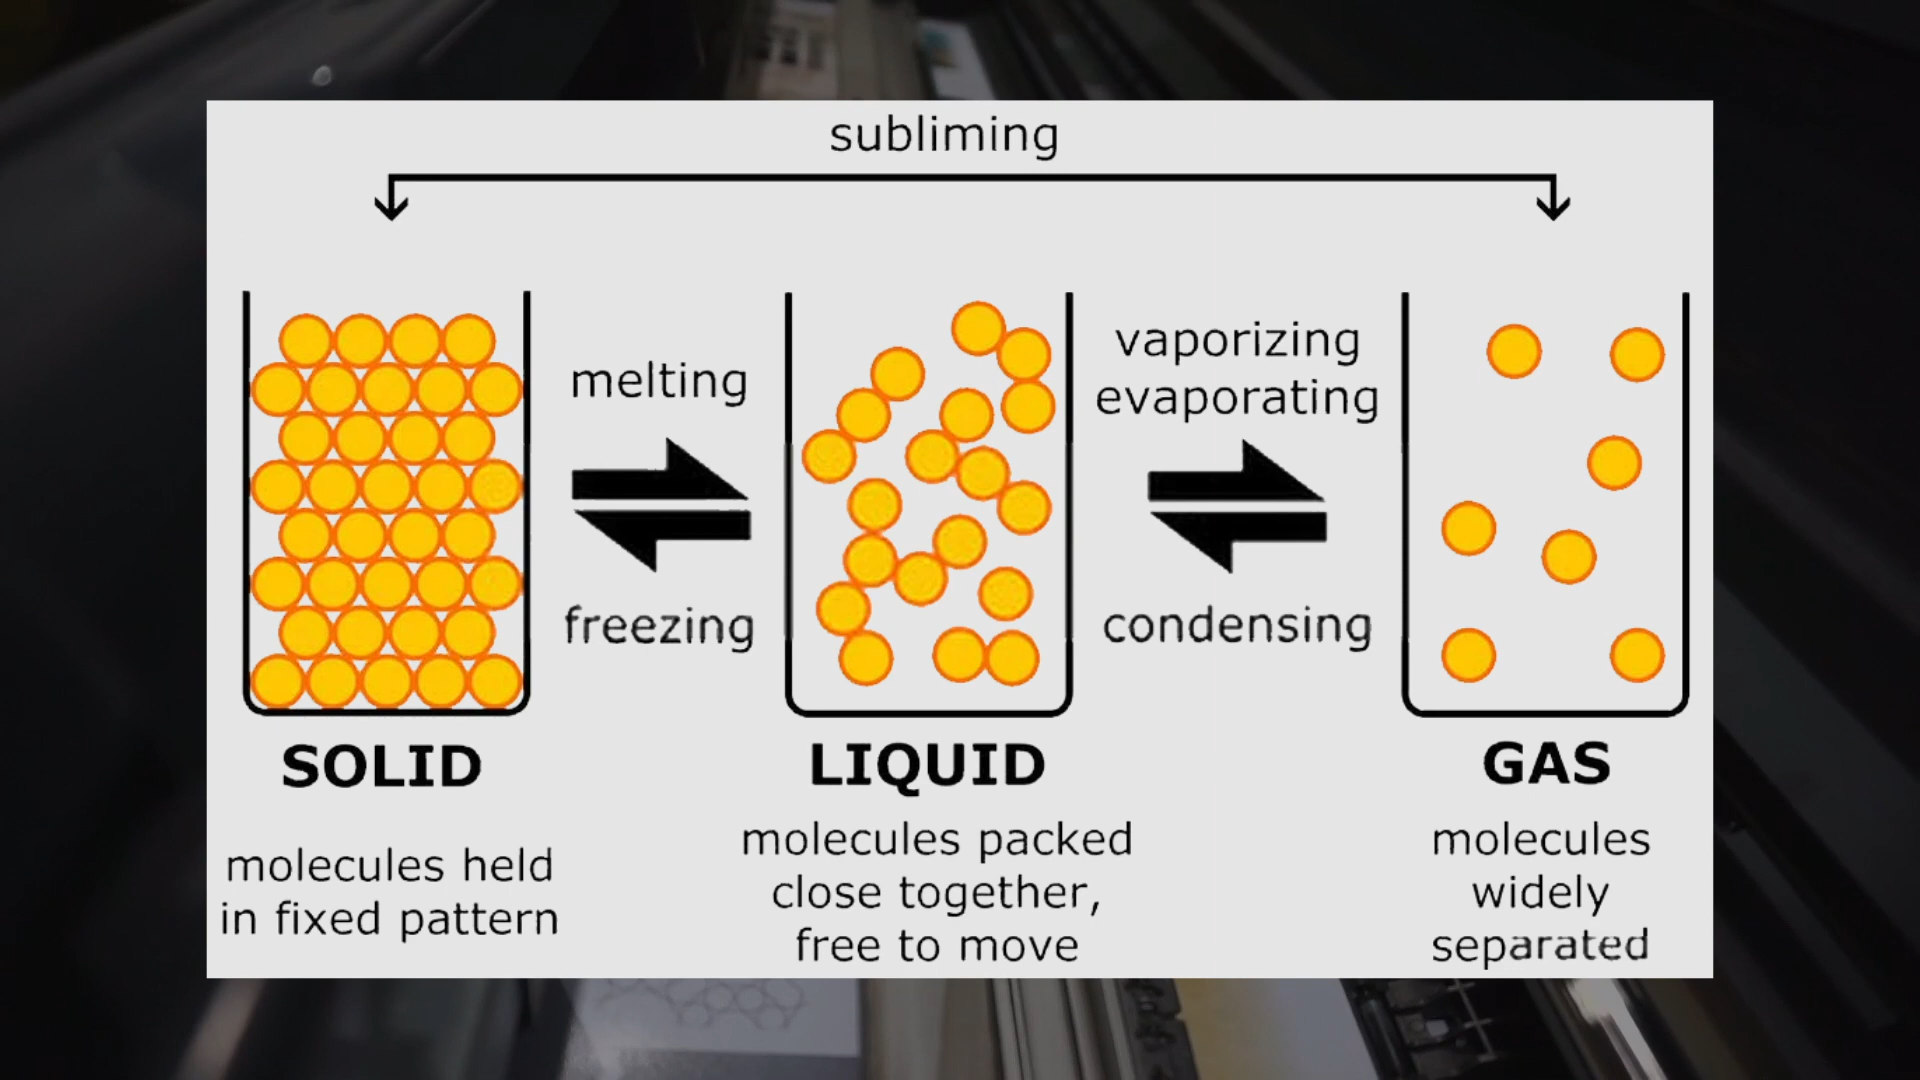 subliming
melting
freezing
vaporizing
evaporating
condensing
SOLID
molecules held
in fixed pattern
LIQUID
molecules packed
close together,
free to move
GAS
molecules
widely
separated